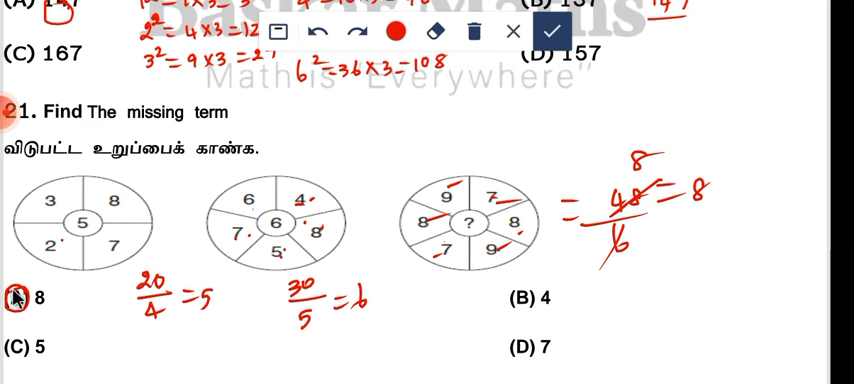 2² = 4 × 3 = 12
(C) 167
3² = 9 × 3 = 27
6² = 36 × 3 = 108
(D) 157
Math is "Everywhere"
21. Find The missing term
விடுபட்ட உறுப்பைக் காண்க.
3 8 5 2 7
6 4 6 7 8 5
9 7 8 ? 8 7 9
= 48/6 = 8
8
8
20/4 = 5
30/5 = 6
(B) 4
(C) 5
(D) 7